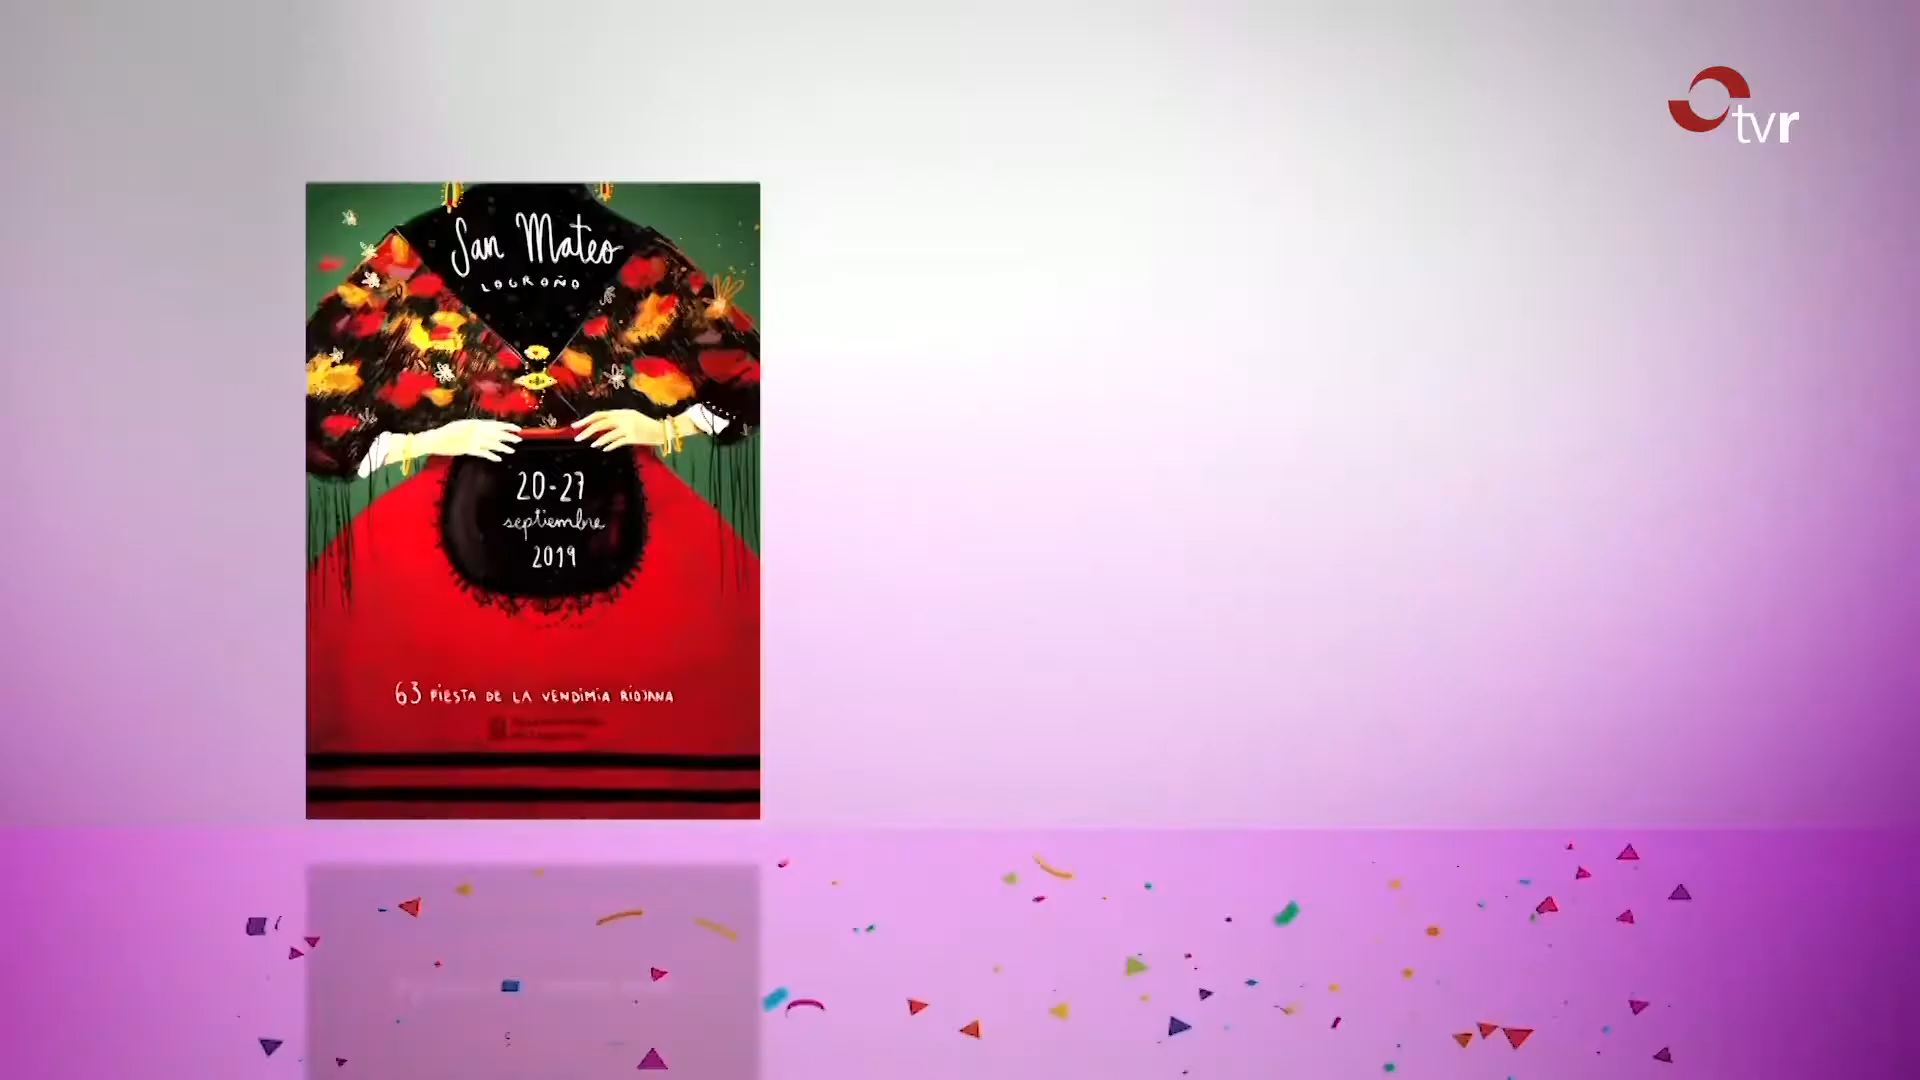 tvr
San Mateo
LOGROÑO
20-27
septiembre
2019
63 FIESTA DE LA VENDIMIA RIOJANA